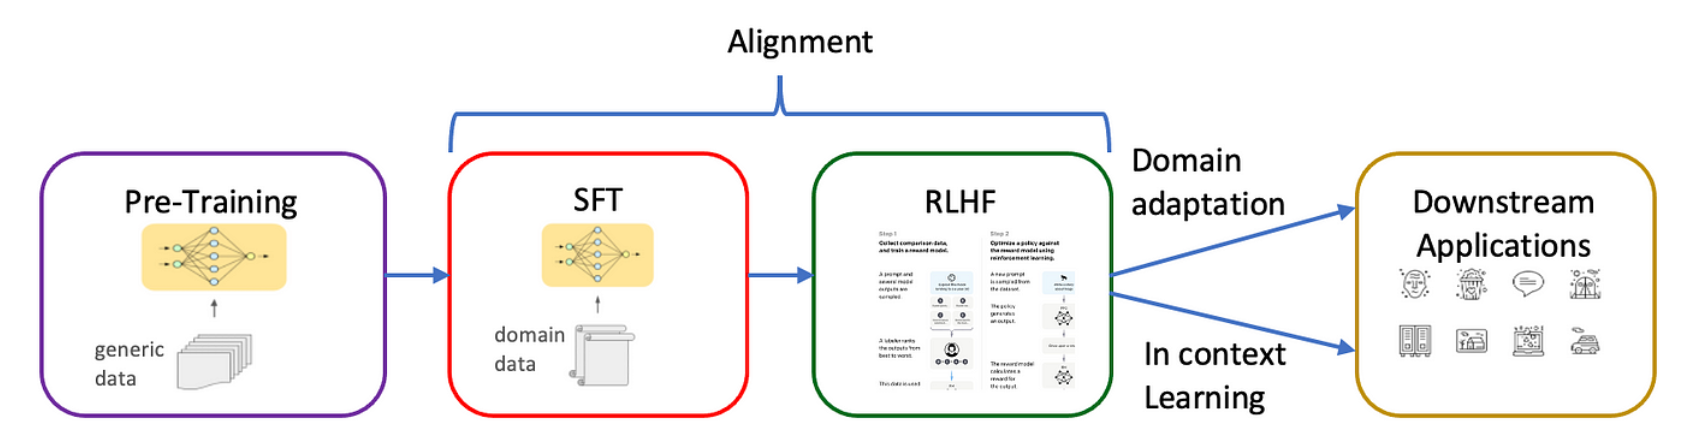 Alignment
Pre-Training
generic
data
SFT
domain
data
RLHF
Step 1
Collect comparison data,
and train a reward model.
A prompt and
several model
outputs are
sampled.
A labeler ranks
the outputs from
best to worst.
This data is used
Step 2
Optimize a policy against
the reward model using
reinforcement learning.
A new prompt
is sampled from
the dataset.
The policy
generates
an output.
The reward model
calculates a
reward for
the output.
Domain
adaptation
In context
Learning
Downstream
Applications